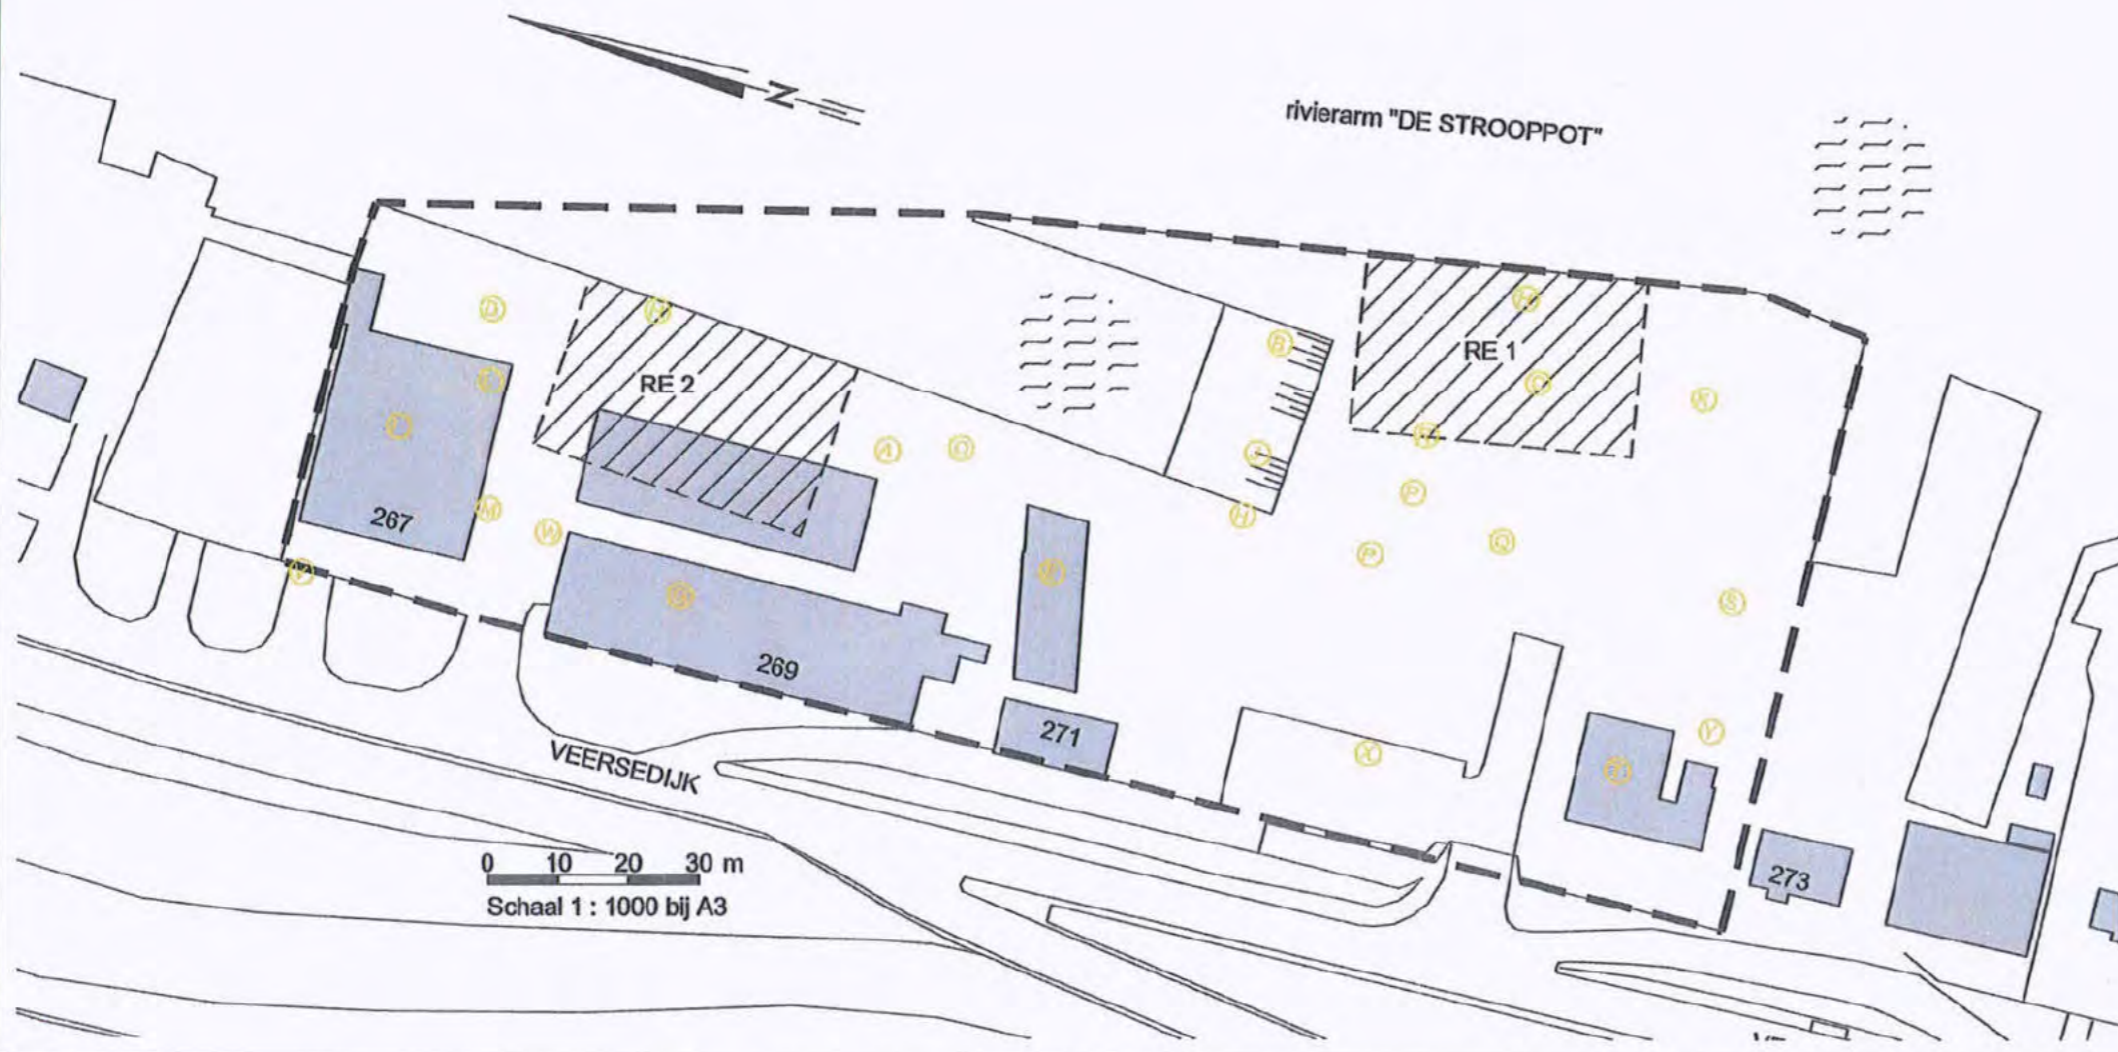 N
rivierarm "DE STROOPPOT"
D
B
RE 1
RE 2
K
A
O
267
M
W
J
P
H
P
Q
V
S
269
271
X
Y
VEERSEDIJK
0 10 20 30 m
Schaal 1 : 1000 bij A3
273